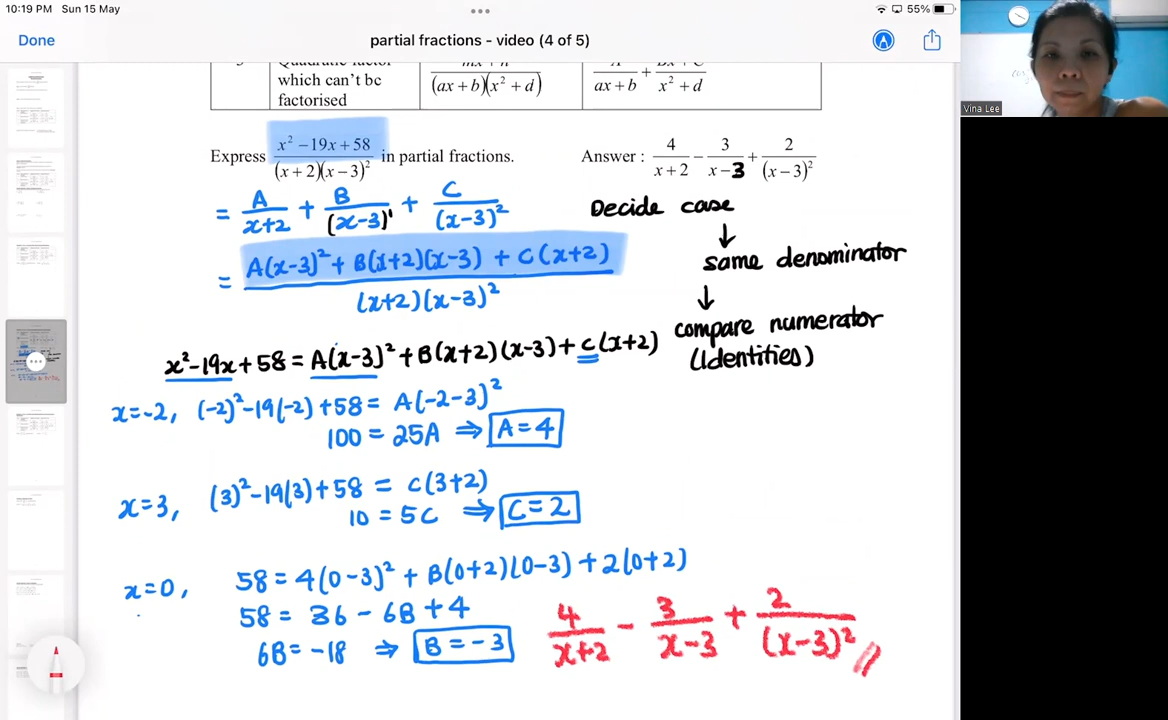 10:19 PM Sun 15 May
55%
Done
partial fractions - video (4 of 5)
Vina Lee
Quadratic factor
which can't be
factorised
(ax + b)(x² + d)
ax + b x² + d
Express (x² − 19x + 58)/((x + 2)(x − 3)²) in partial fractions.
Answer : 4/(x + 2) − 3/(x − 3) + 2/(x − 3)²
= A/(x+2) + B/(x−3)¹ + C/(x−3)²
Decide case
↓
same denominator
= (A(x−3)² + B(x+2)(x−3) + C(x+2))/((x+2)(x−3)²)
↓
compare numerator
(Identities)
x² − 19x + 58 = A(x−3)² + B(x+2)(x−3) + C(x+2)
x=−2, (−2)² − 19(−2) + 58 = A(−2−3)²
100 = 25A ⇒ A = 4
x=3, (3)² − 19(3) + 58 = C(3+2)
10 = 5C ⇒ C = 2
x=0, 58 = 4(0−3)² + B(0+2)(0−3) + 2(0+2)
58 = 36 − 6B + 4
6B = −18 ⇒ B = −3
4/(x+2) − 3/(x−3) + 2/(x−3)² //